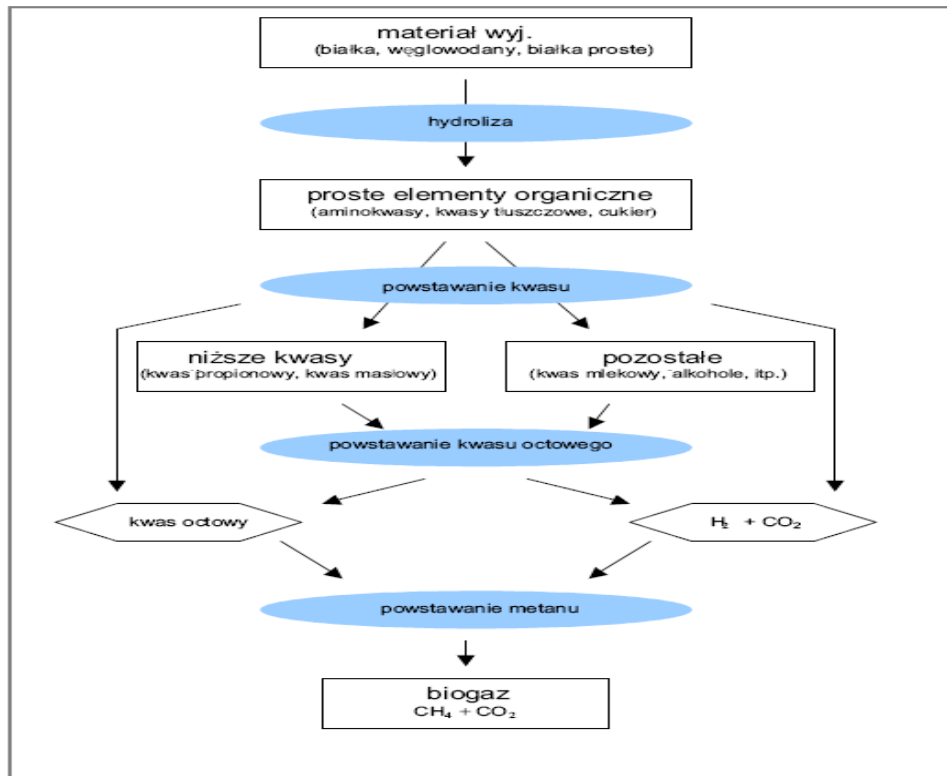 materiał wyj.
(białka, węglowodany, białka proste)
hydroliza
proste elementy organiczne
(aminokwasy, kwasy tłuszczowe, cukier)
powstawanie kwasu
niższe kwasy
(kwas propionowy, kwas masłowy)
pozostałe
(kwas mlekowy, alkohole, itp.)
powstawanie kwasu octowego
kwas octowy
H₂ + CO₂
powstawanie metanu
biogaz
CH₄ + CO₂